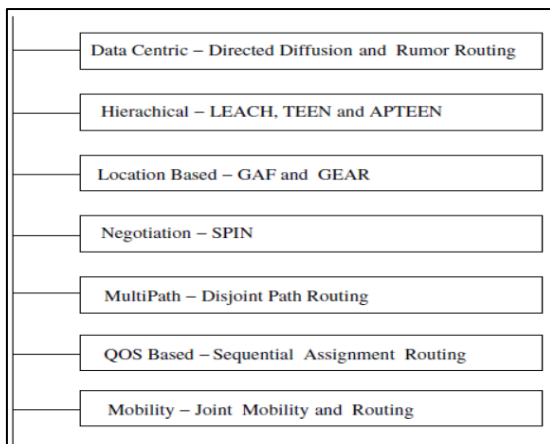 Data Centric – Directed Diffusion and Rumor Routing
Hierachical – LEACH, TEEN and APTEEN
Location Based – GAF and GEAR
Negotiation – SPIN
MultiPath – Disjoint Path Routing
QOS Based – Sequential Assignment Routing
Mobility – Joint Mobility and Routing